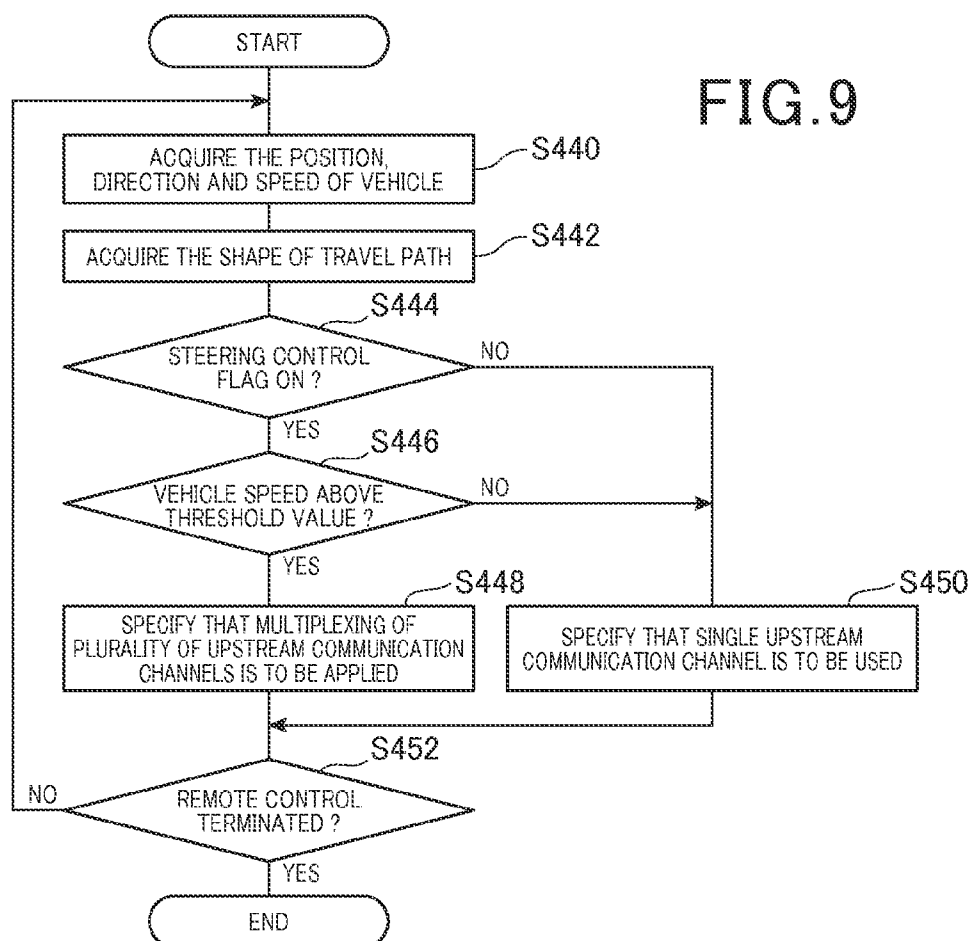 START
FIG.9
ACQUIRE THE POSITION,
DIRECTION AND SPEED OF VEHICLE
S440
ACQUIRE THE SHAPE OF TRAVEL PATH
S442
S444
STEERING CONTROL
FLAG ON ?
NO
YES
S446
VEHICLE SPEED ABOVE
THRESHOLD VALUE ?
NO
YES
S448
SPECIFY THAT MULTIPLEXING OF
PLURALITY OF UPSTREAM COMMUNICATION
CHANNELS IS TO BE APPLIED
S450
SPECIFY THAT SINGLE UPSTREAM
COMMUNICATION CHANNEL IS TO BE USED
S452
REMOTE CONTROL
TERMINATED ?
NO
YES
END